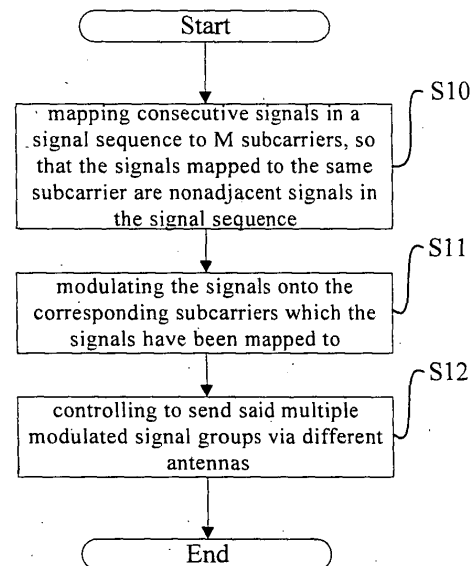 Start
S10
mapping consecutive signals in a
signal sequence to M subcarriers, so
that the signals mapped to the same
subcarrier are nonadjacent signals in
the signal sequence
S11
modulating the signals onto the
corresponding subcarriers which the
signals have been mapped to
S12
controlling to send said multiple
modulated signal groups via different
antennas
End